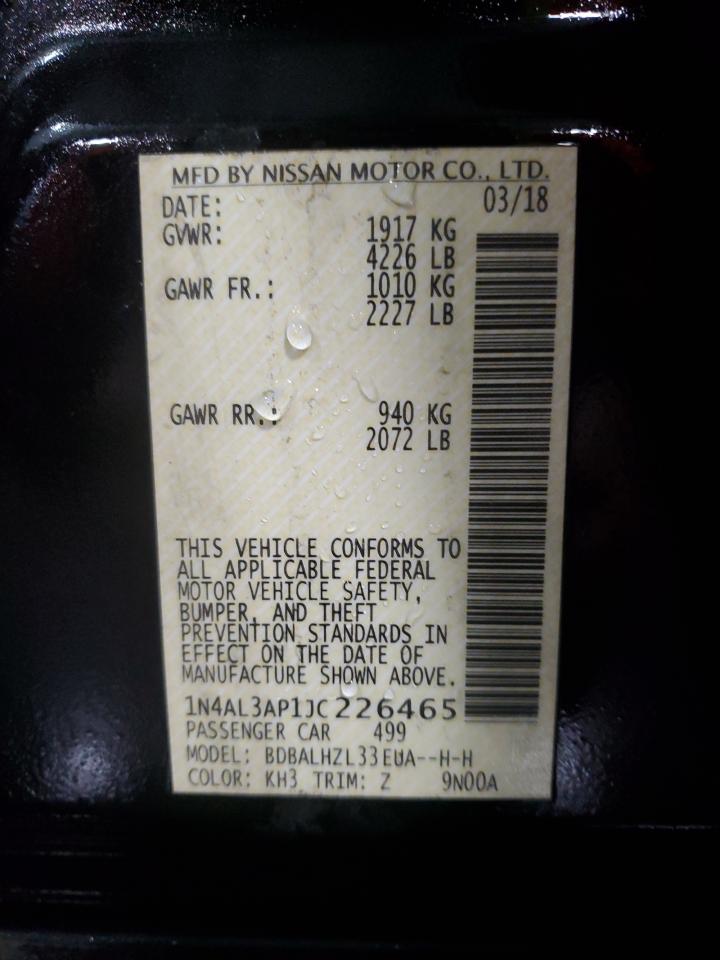 MFD BY NISSAN MOTOR CO., LTD.
DATE: 03/18
GVWR: 1917 KG
4226 LB
GAWR FR.: 1010 KG
2227 LB
GAWR RR.: 940 KG
2072 LB
THIS VEHICLE CONFORMS TO
ALL APPLICABLE FEDERAL
MOTOR VEHICLE SAFETY,
BUMPER, AND THEFT
PREVENTION STANDARDS IN
EFFECT ON THE DATE OF
MANUFACTURE SHOWN ABOVE.
1N4AL3AP1JC226465
PASSENGER CAR 499
MODEL: BDBALHZL33EUA--H-H
COLOR: KH3 TRIM: Z 9N00A